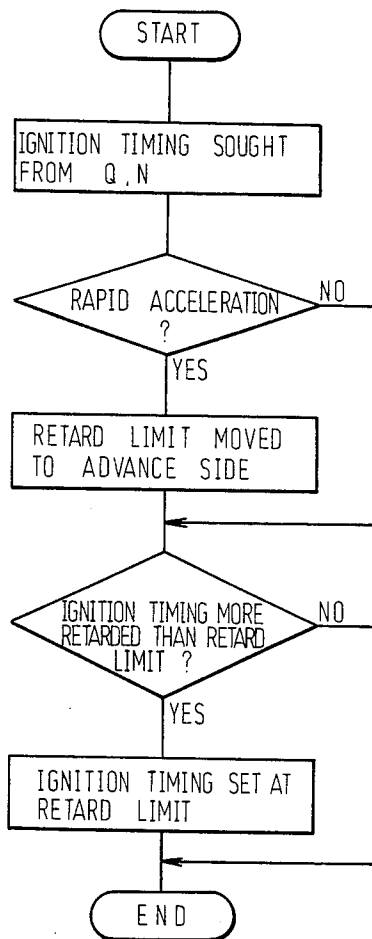 START
IGNITION TIMING SOUGHT
FROM Q,N
RAPID ACCELERATION
?
NO
YES
RETARD LIMIT MOVED
TO ADVANCE SIDE
IGNITION TIMING MORE
RETARDED THAN RETARD
LIMIT ?
NO
YES
IGNITION TIMING SET AT
RETARD LIMIT
END